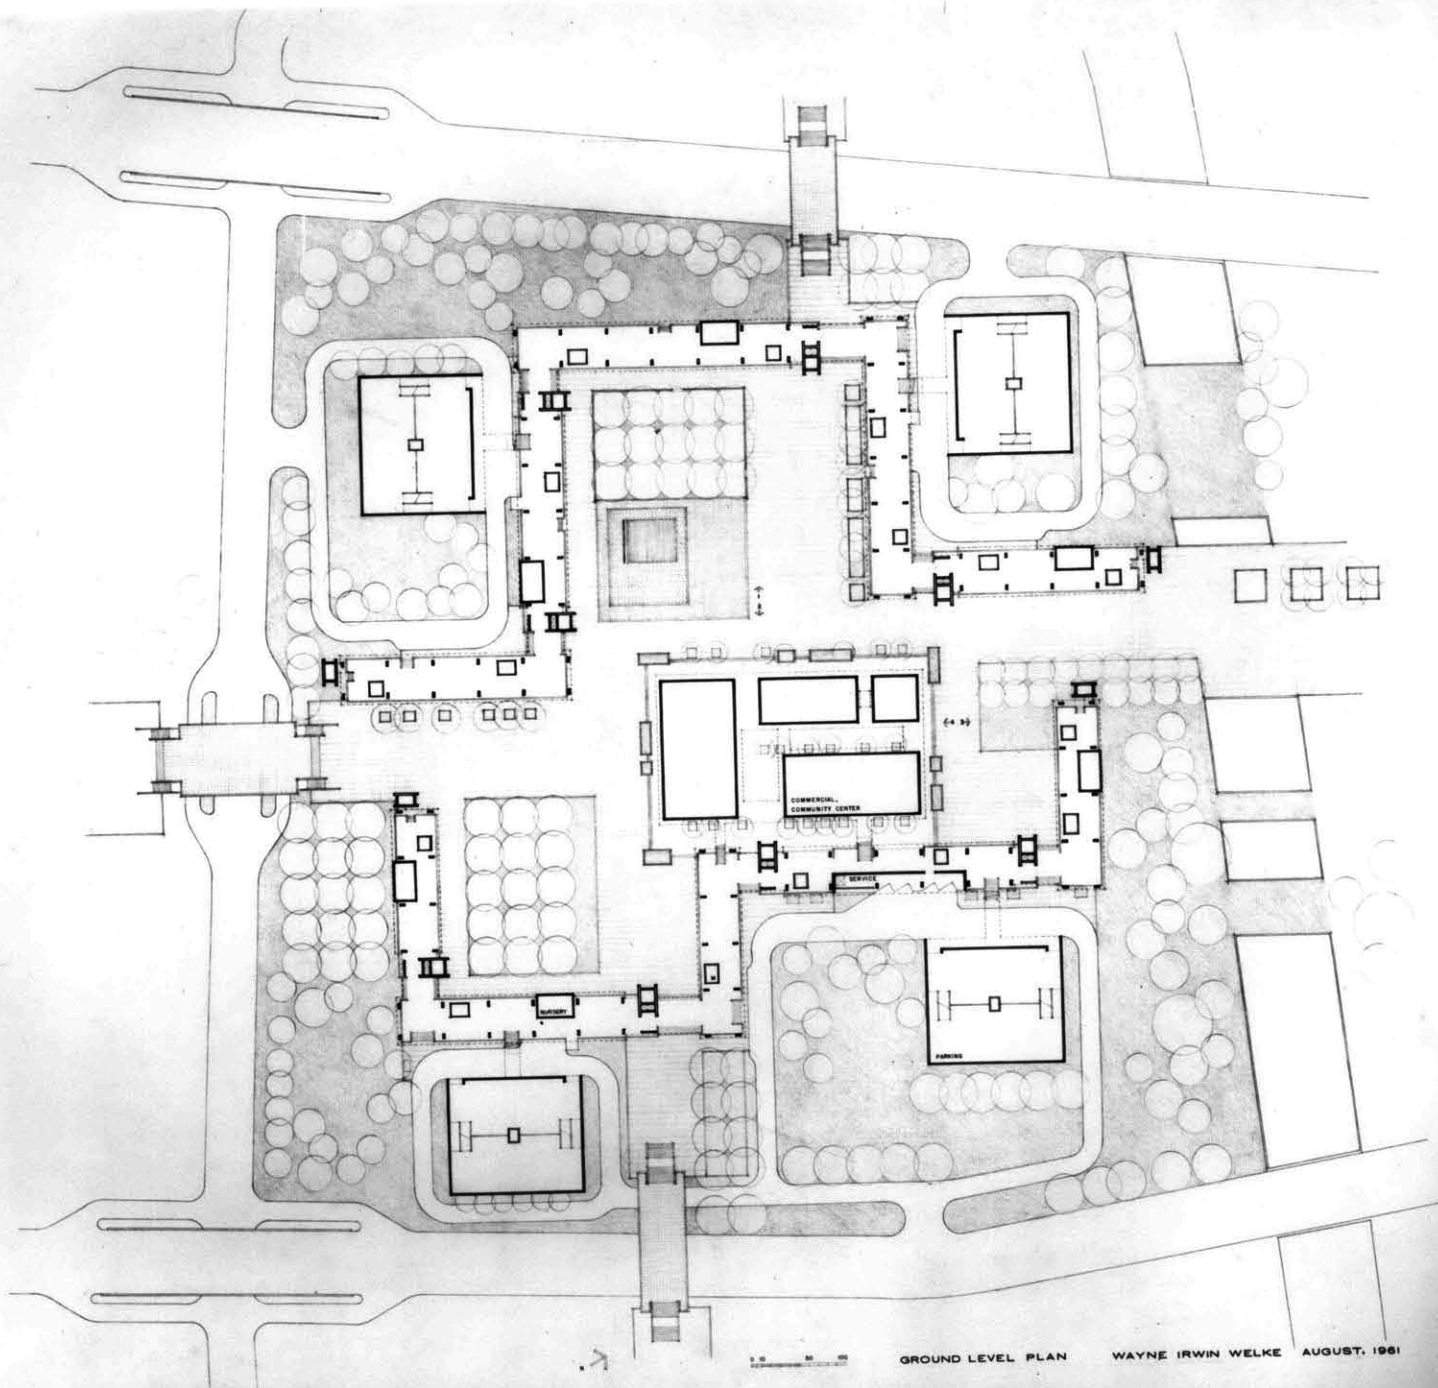 COMMERCIAL,
COMMUNITY CENTER
SERVICE
NURSERY
PARKING
0 10 50 100
GROUND LEVEL PLAN WAYNE IRWIN WELKE AUGUST, 1961